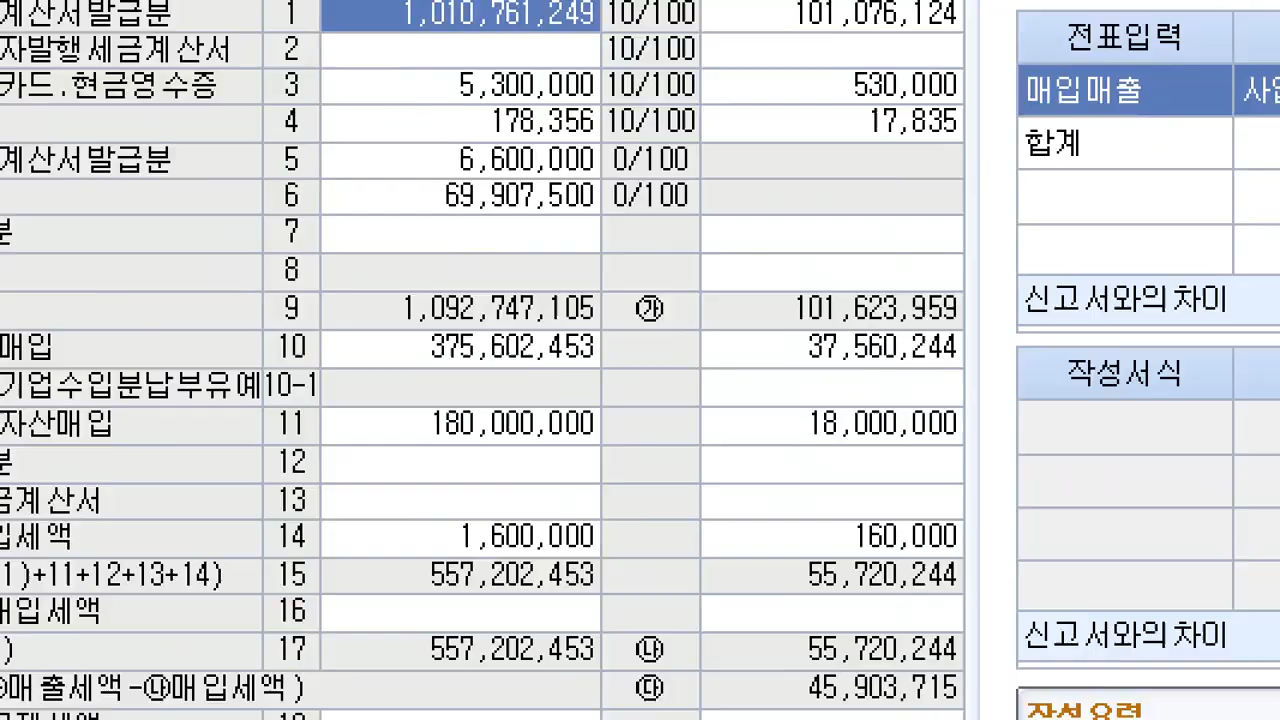 계산서발급분 1 1,010,761,249 10/100 101,076,124
자발행세금계산서 2 10/100
카드.현금영수증 3 5,300,000 10/100 530,000
4 178,356 10/100 17,835
계산서발급분 5 6,600,000 0/100
6 69,907,500 0/100
분 7
8
9 1,092,747,105 ㉮ 101,623,959
매입 10 375,602,453 37,560,244
기업수입분납부유예 10-1
자산매입 11 180,000,000 18,000,000
분 12
금계산서 13
입세액 14 1,600,000 160,000
1)+11+12+13+14) 15 557,202,453 55,720,244
매입세액 16
) 17 557,202,453 ㉯ 55,720,244
매출세액-㉯매입세액) ㉰ 45,903,715
전표입력
매입매출
합계
신고서와의차이
작성서식
신고서와의차이
작성요령